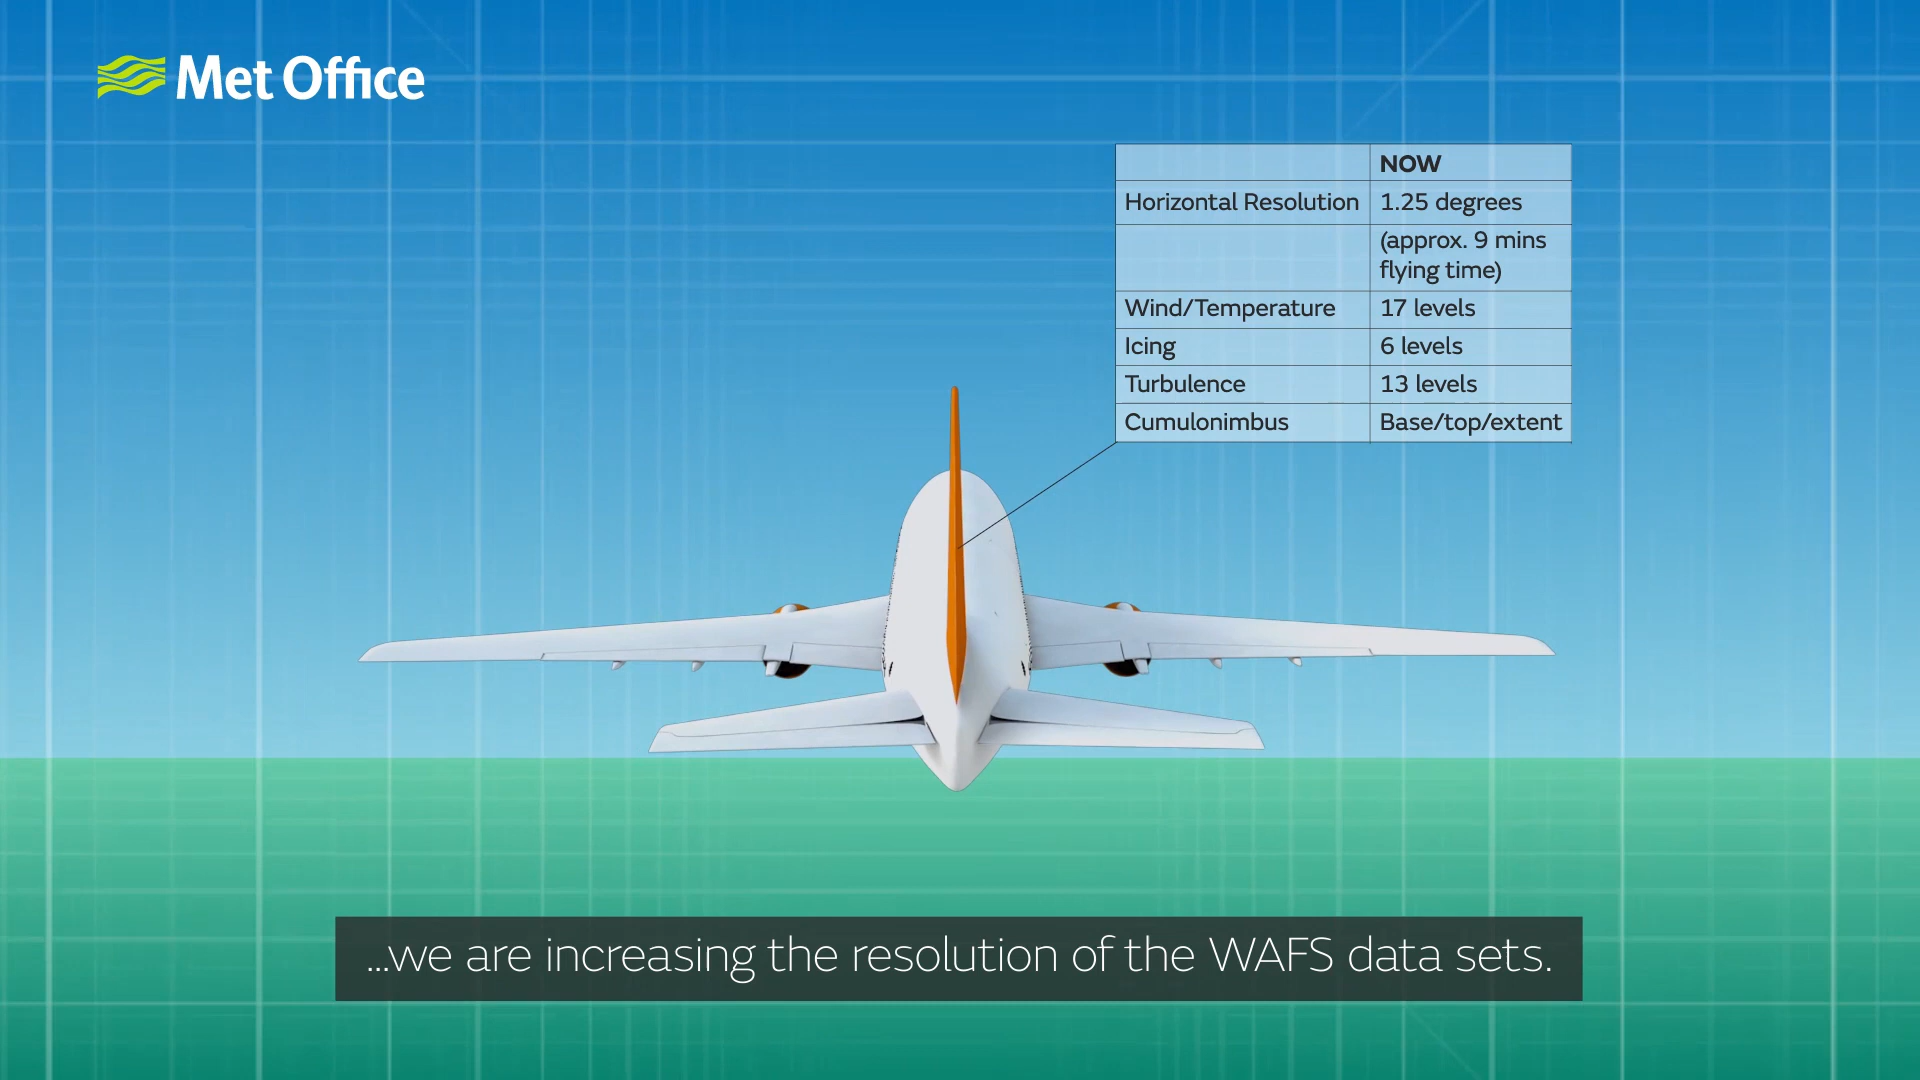 Met Office
NOW
Horizontal Resolution 1.25 degrees
(approx. 9 mins
flying time)
Wind/Temperature 17 levels
Icing 6 levels
Turbulence 13 levels
Cumulonimbus Base/top/extent
...we are increasing the resolution of the WAFS data sets.